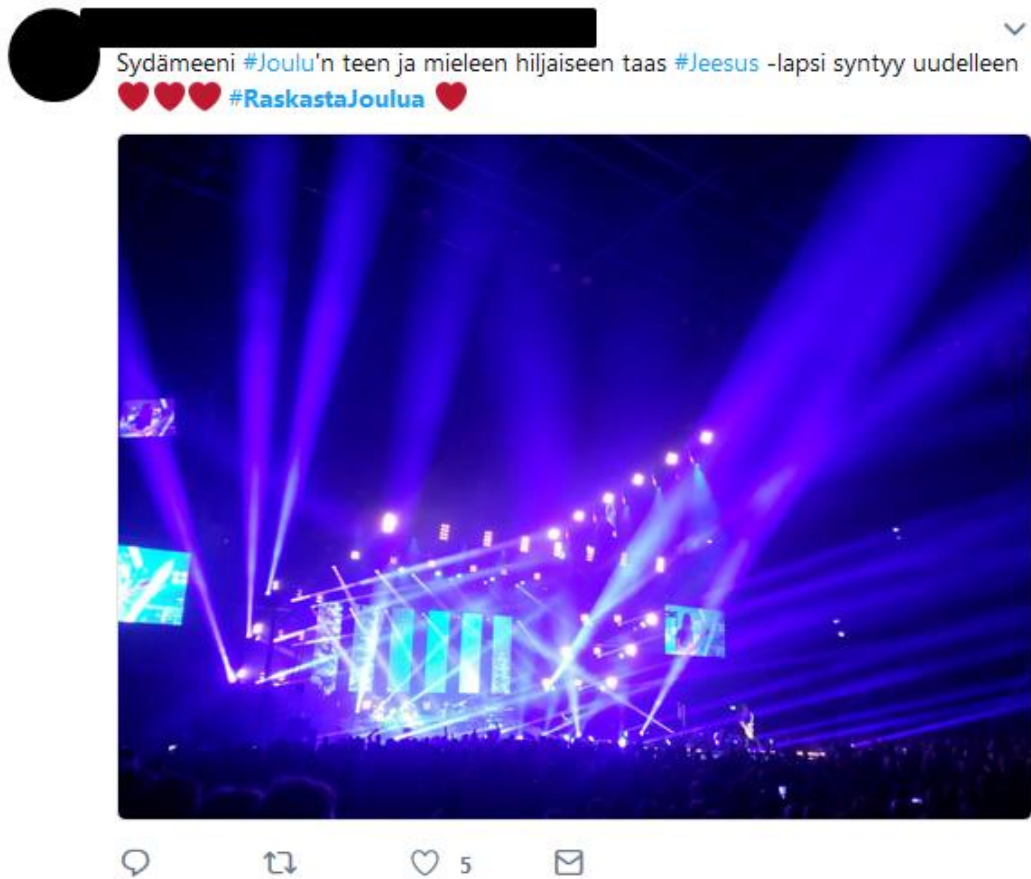 Sydämeeni #Joulu'n teen ja mieleen hiljaiseen taas #Jeesus -lapsi syntyy uudelleen
❤❤❤ #RaskastaJoulua ❤
5